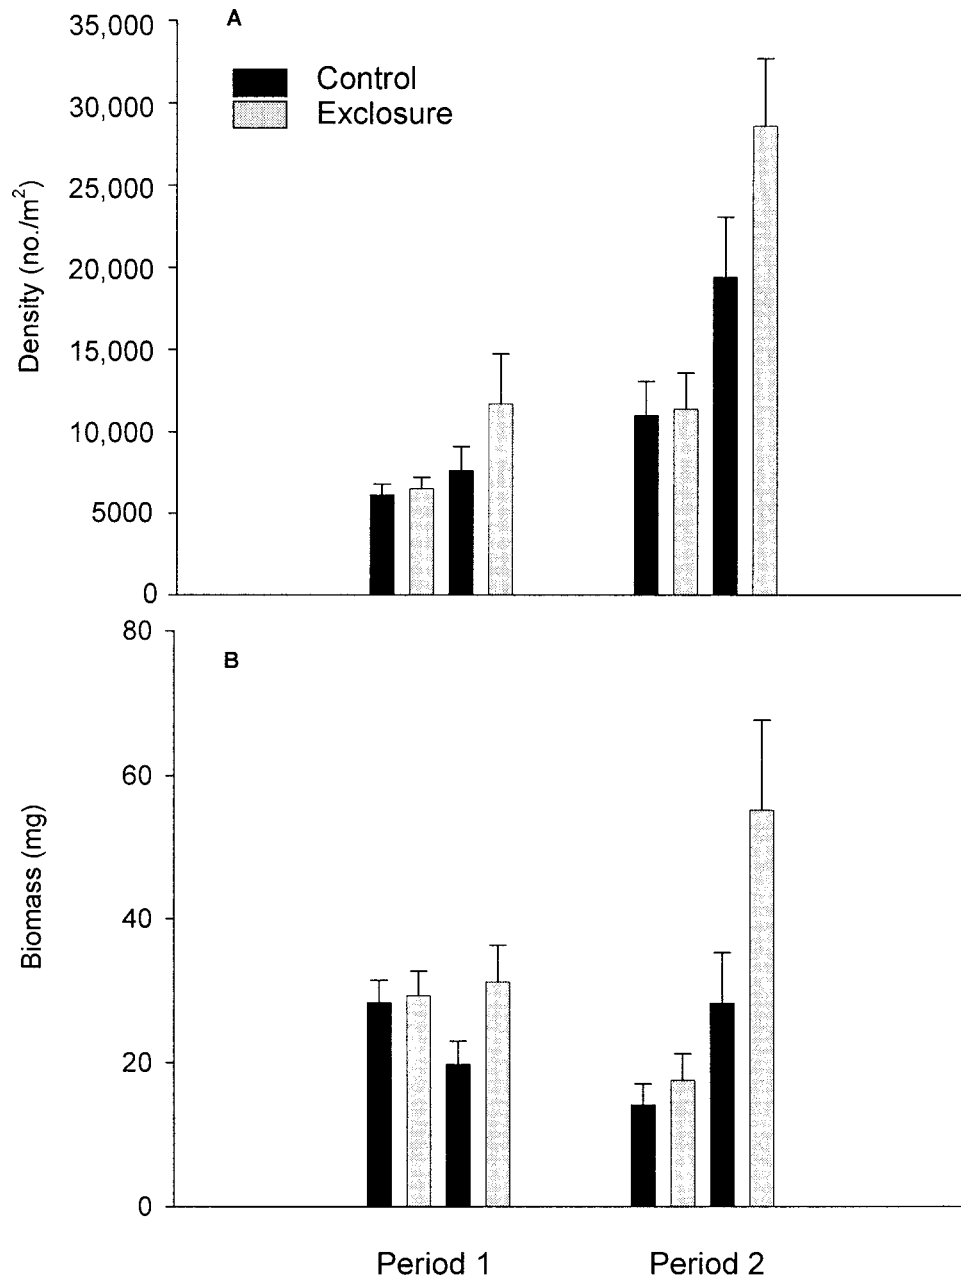 A
35,000
30,000
25,000
20,000
15,000
10,000
5000
0
Density (no./m²)
Control
Exclosure
B
80
60
40
20
0
Biomass (mg)
Period 1 Period 2